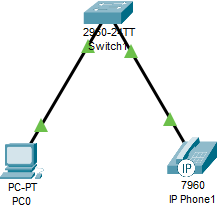 2960-24TT
Switch1
IP
PC-PT
PC0
7960
IP Phone1